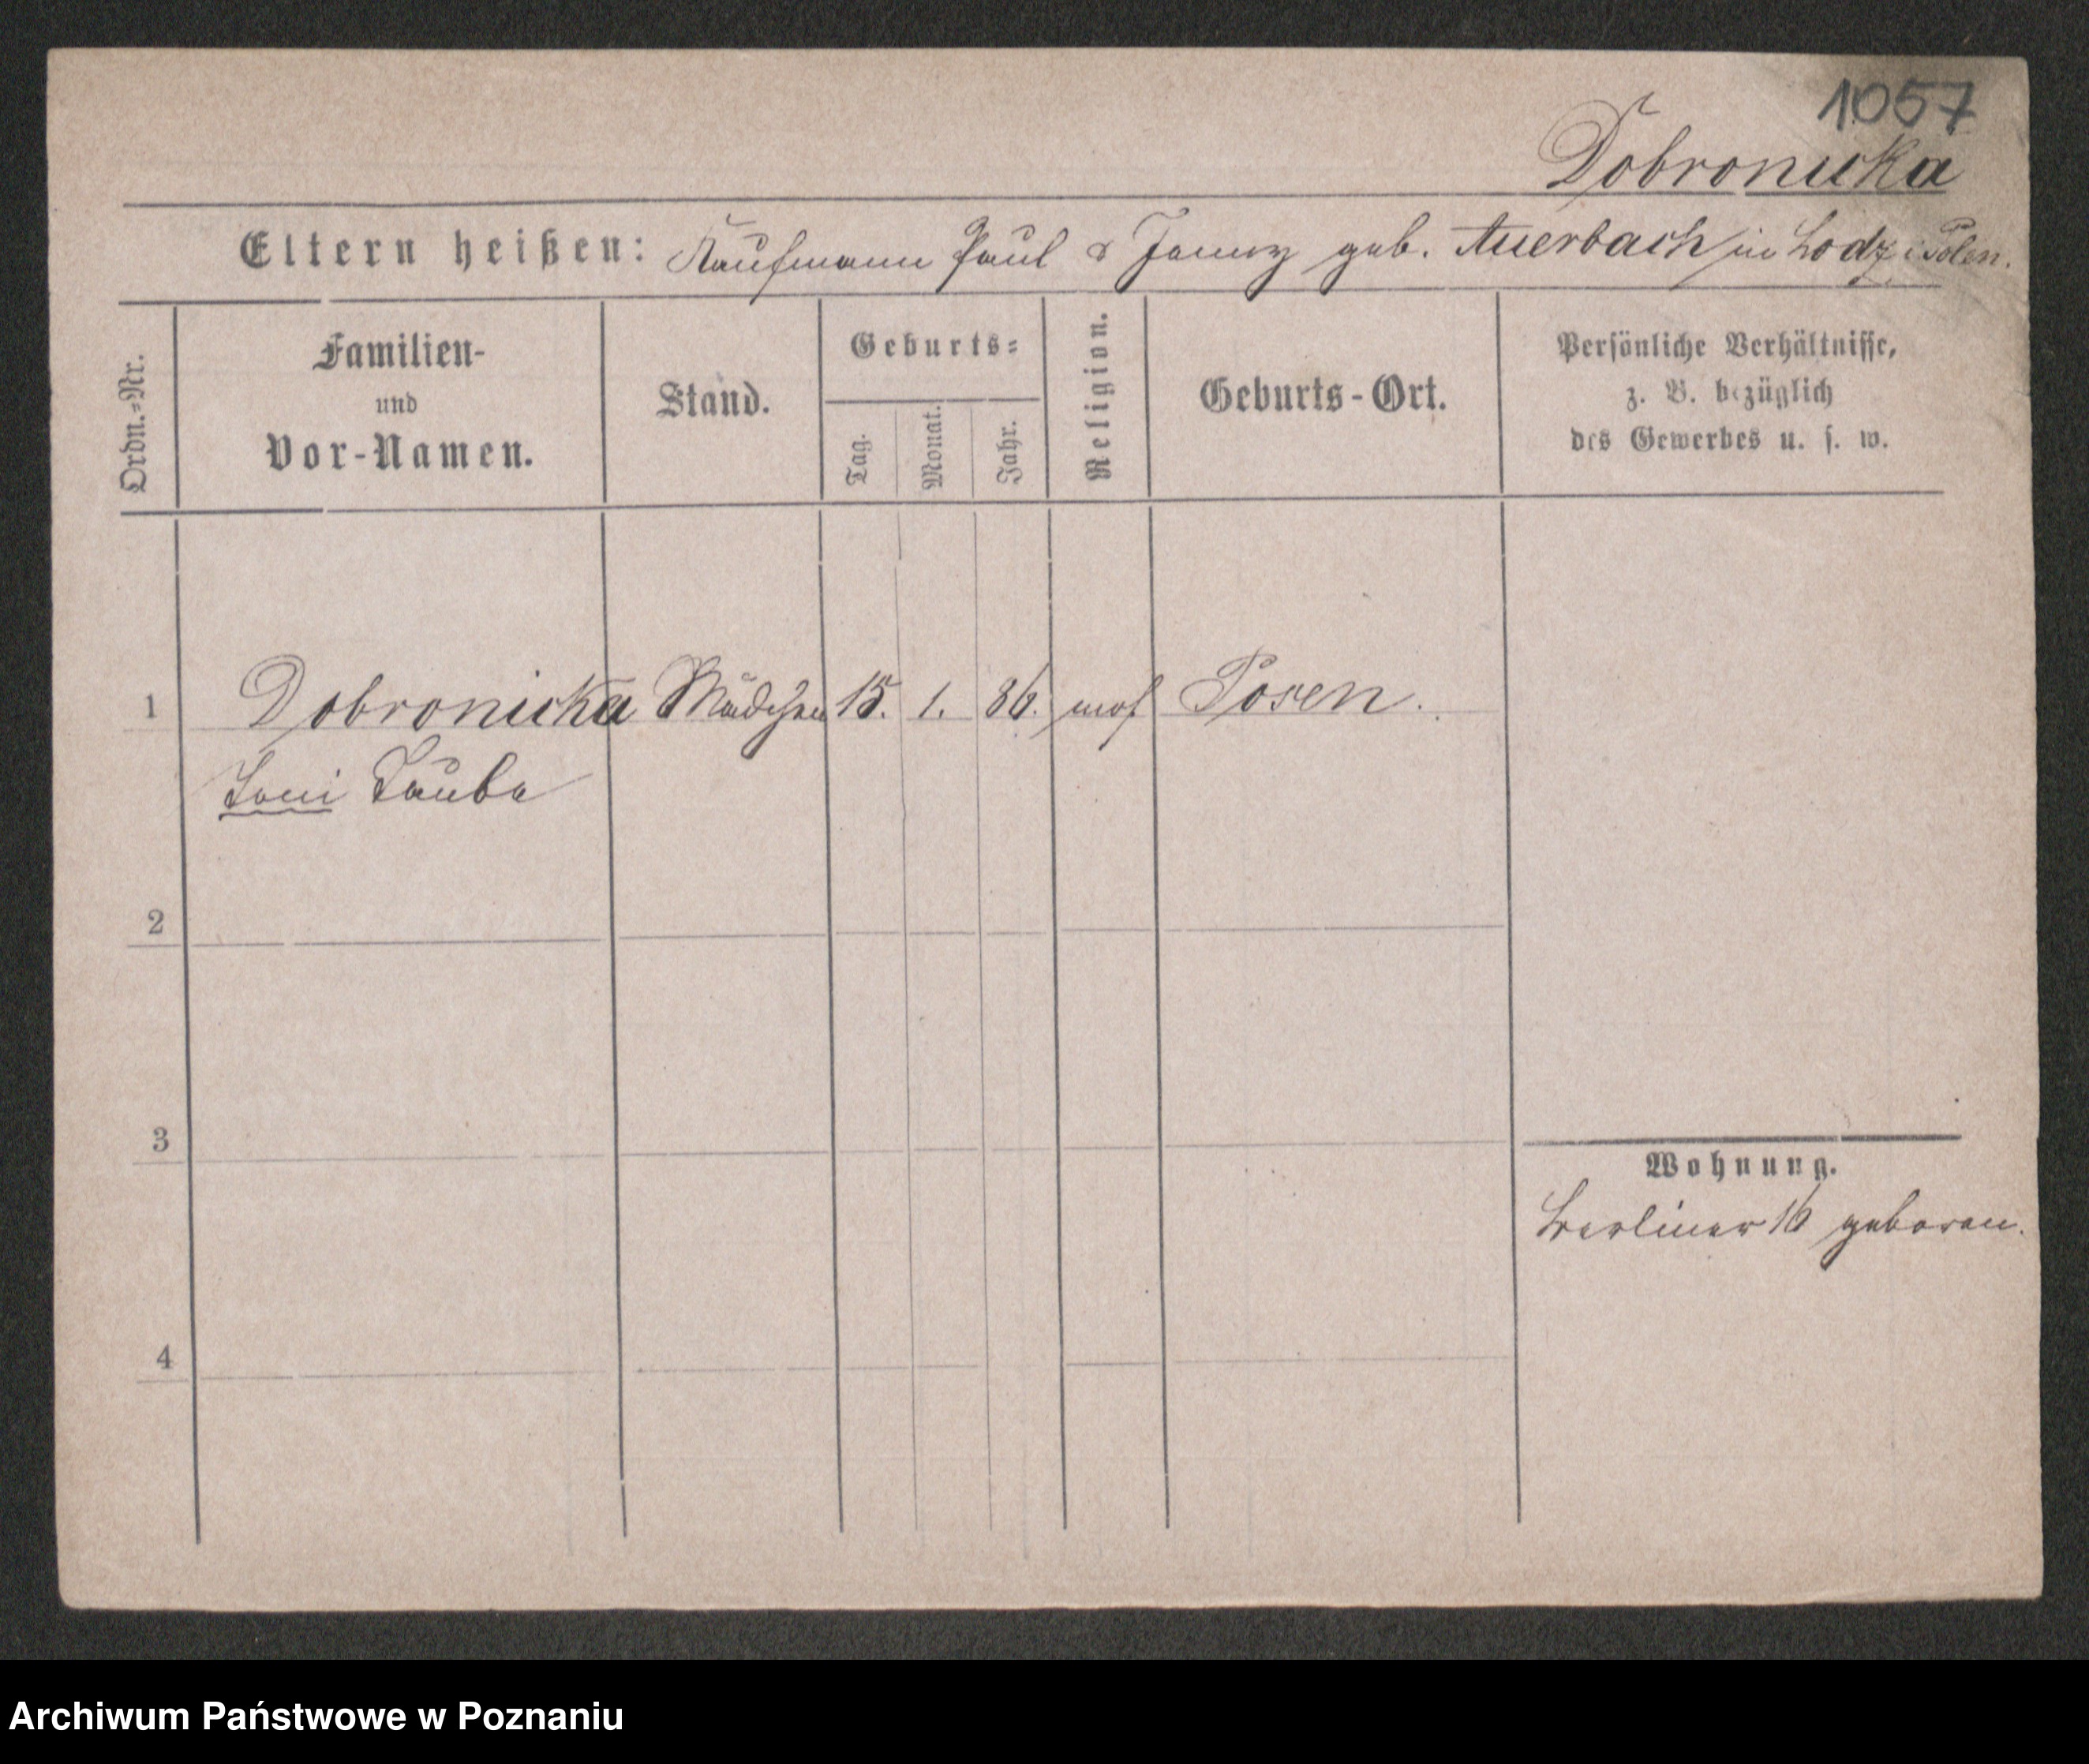 1057
Dobronicka
Eltern heißen: Kaufmann Paul & Fanny geb. Auerbach in Lodz i Polen.
Ordn.-Nr.
Familien-
und
Vor-Namen.
Stand.
Geburts-
Tag.
Monat.
Jahr.
Religion.
Geburts-Ort.
Persönliche Verhältnisse,
z. B. bezüglich
des Gewerbes u. s. w.
1 Dobronicka Mädchen 15. 1. 86. mos Posen.
Toni Taube
2
3
Wohnung.
Berliner 16 geboren.
4
Archiwum Państwowe w Poznaniu